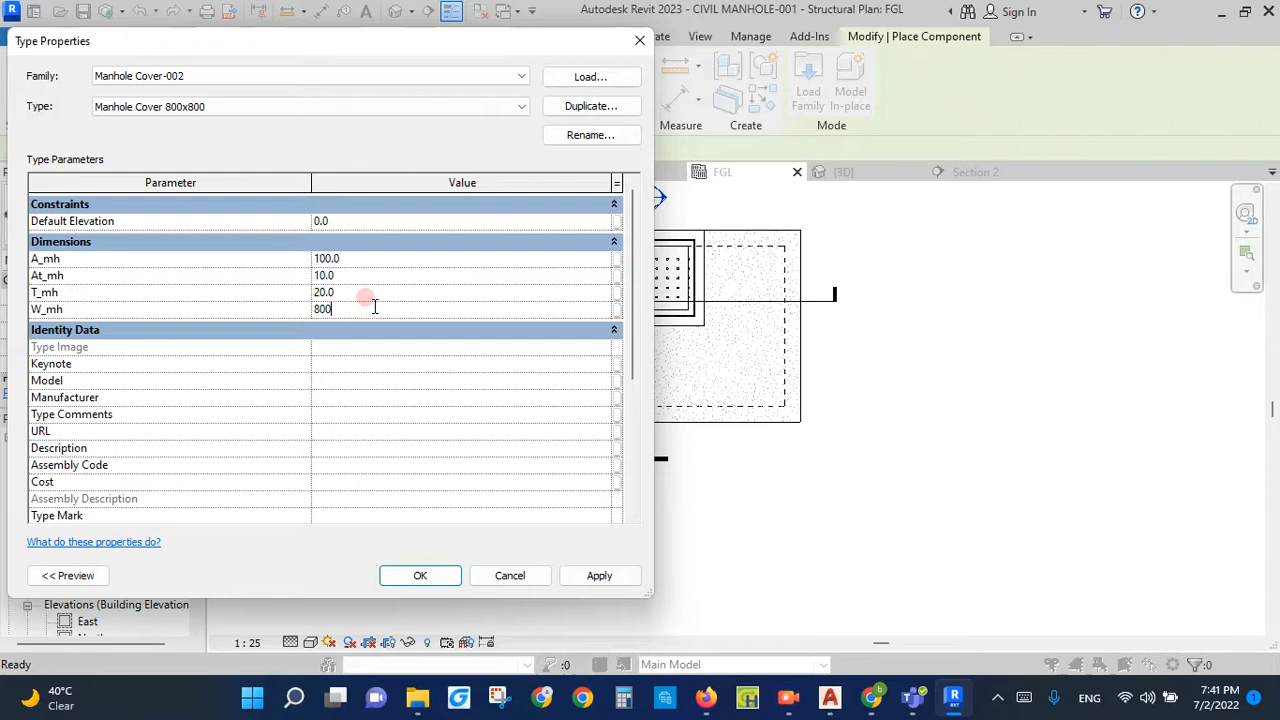 Autodesk Revit 2023 - CIVIL MANHOLE-001 - Structural Plan: FGL
Sign In
Type Properties
View Manage Add-Ins Modify | Place Component
Family: Manhole Cover-002 Load...
Type: Manhole Cover 800x800 Duplicate...
Rename...
Load Family
Model In-place
Measure Create Mode
Type Parameters
Parameter Value =
FGL {3D} Section 2
Constraints
Default Elevation 0.0
Dimensions
A_mh 100.0
At_mh 10.0
T_mh 20.0
W_mh 800
Identity Data
Type Image
Keynote
Model
Manufacturer
Type Comments
URL
Description
Assembly Code
Cost
Assembly Description
Type Mark
What do these properties do?
<< Preview OK Cancel Apply
2D
Elevations (Building Elevation
East
1 : 25
Ready :0 Main Model :0
40°C
Clear
ENG 7:41 PM
7/2/2022